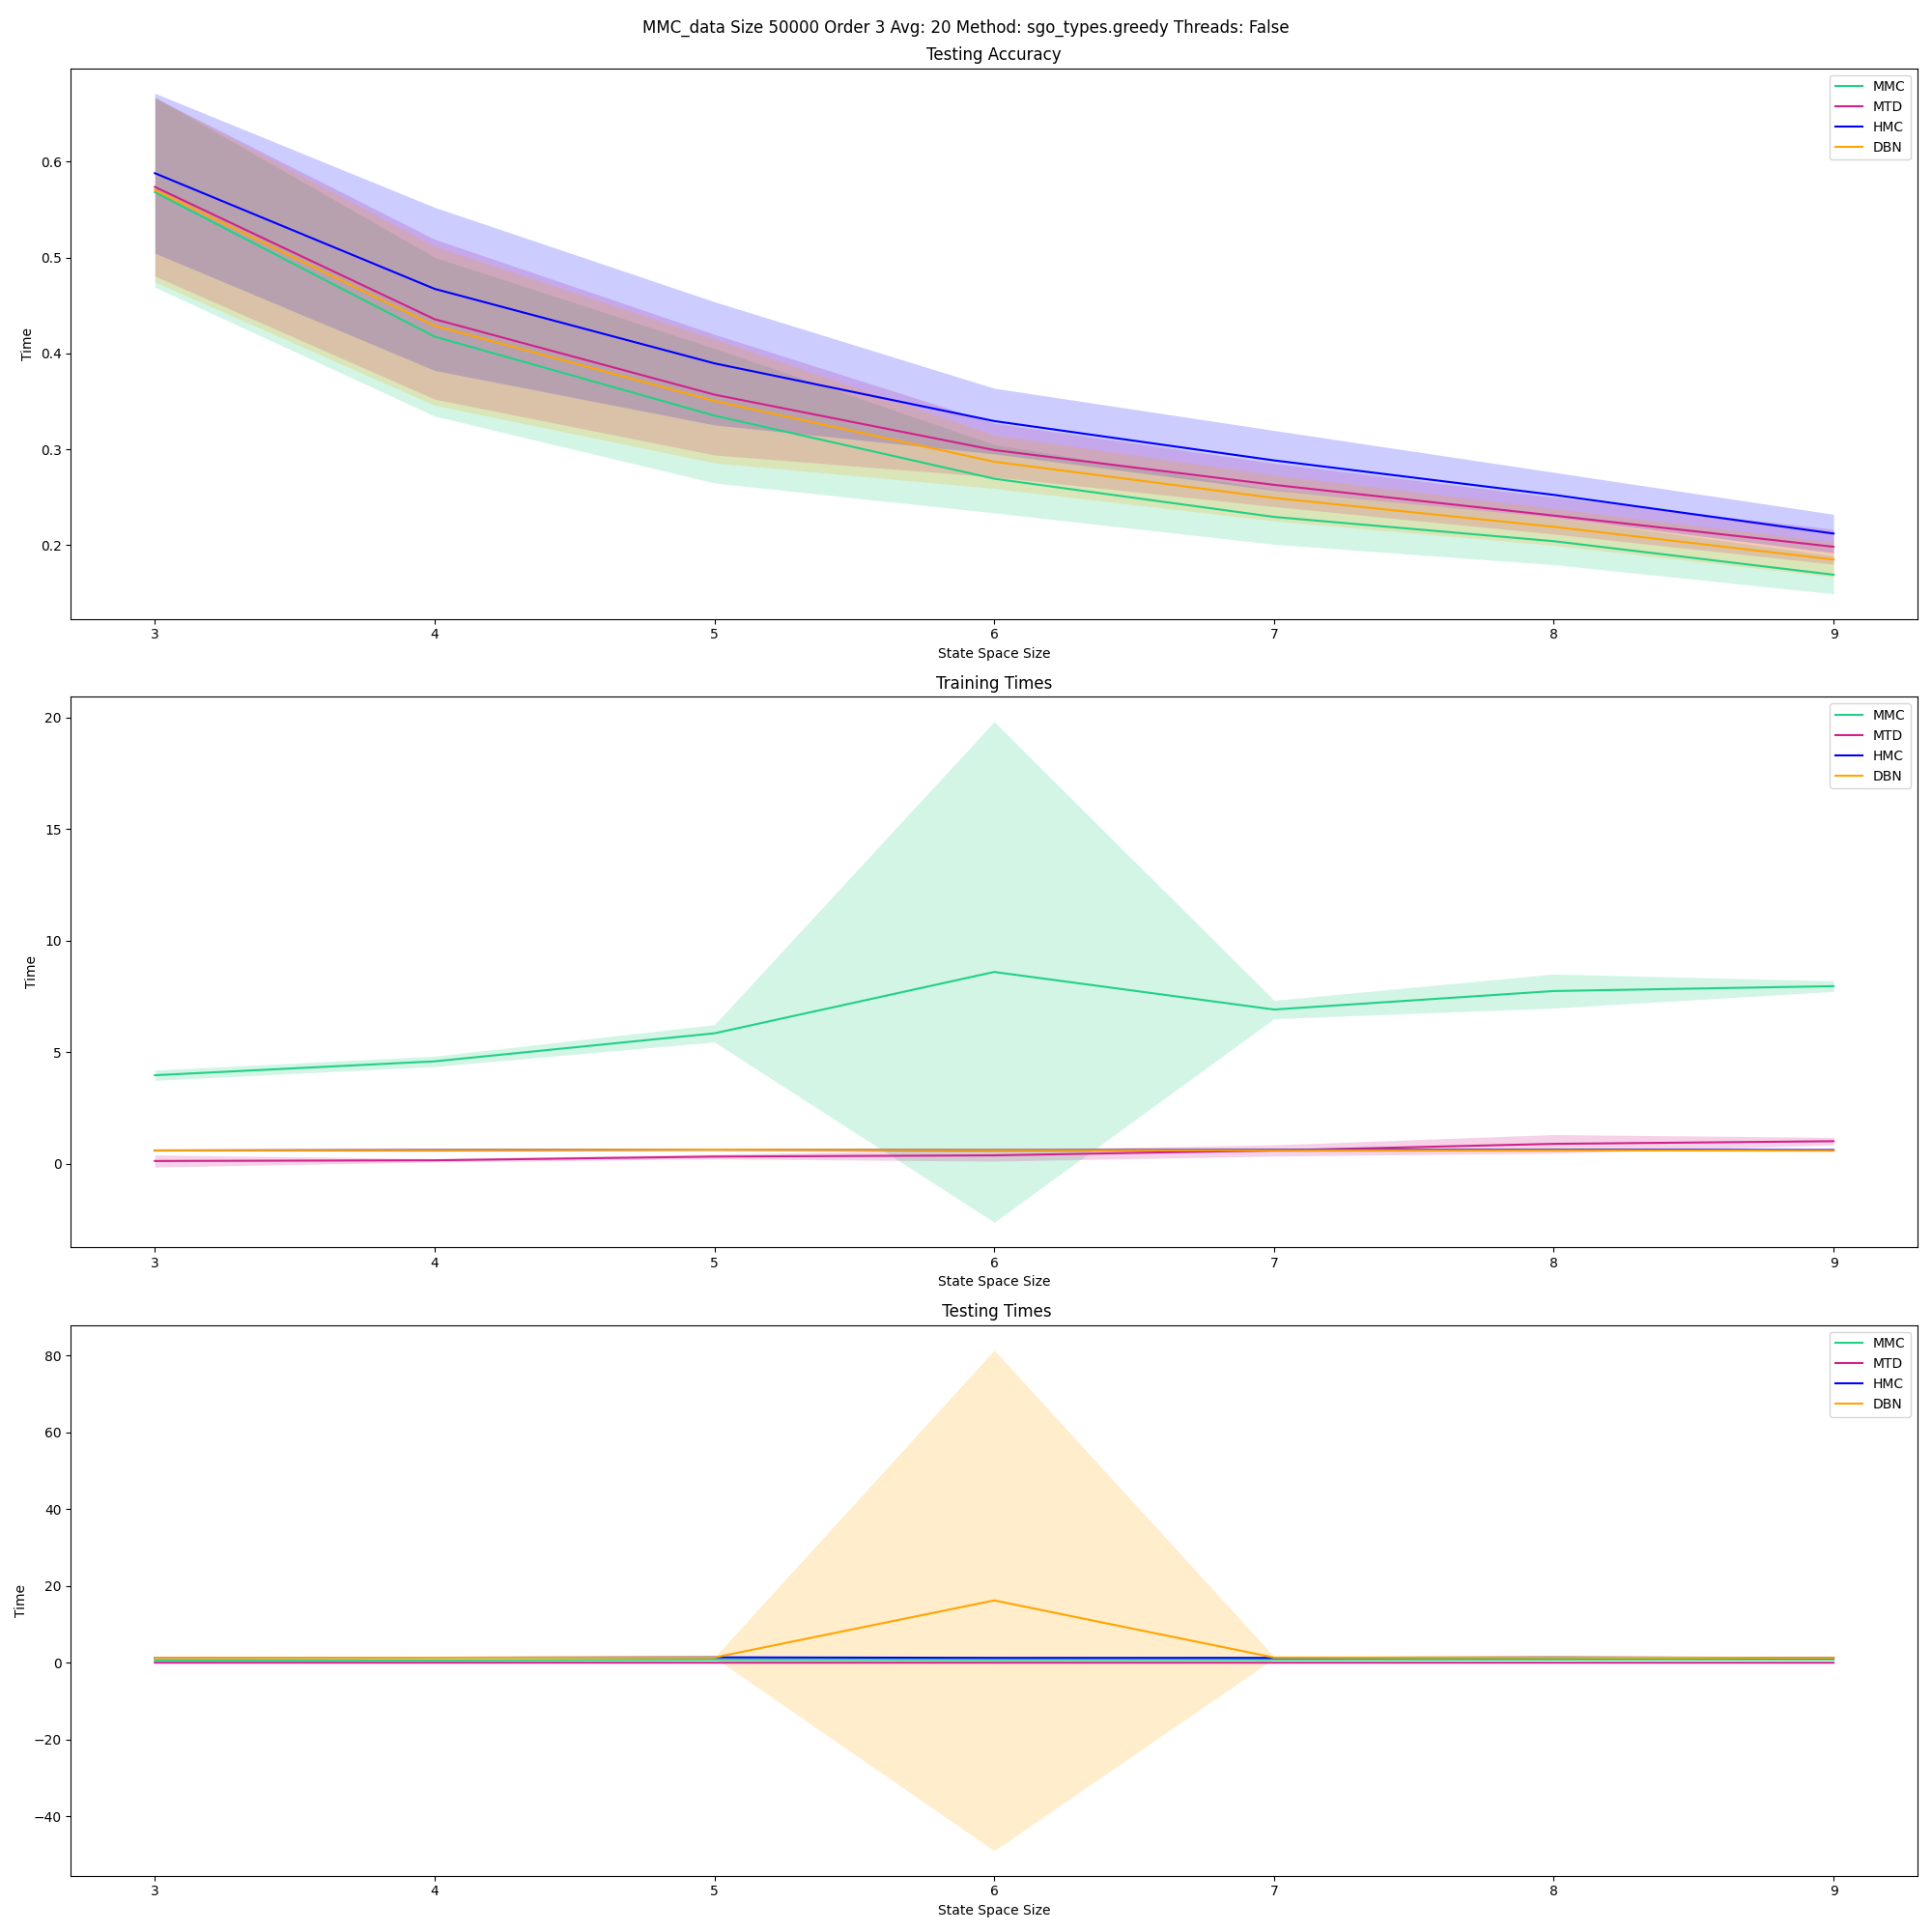 MMC_data Size 50000 Order 3 Avg: 20 Method: sgo_types.greedy Threads: False
Testing Accuracy
MMC
MTD
HMC
DBN
0.6
0.5
0.4
0.3
0.2
Time
3 4 5 6 7 8 9
State Space Size
Training Times
MMC
MTD
HMC
DBN
20
15
10
5
0
Time
3 4 5 6 7 8 9
State Space Size
Testing Times
MMC
MTD
HMC
DBN
80
60
40
20
0
−20
−40
Time
3 4 5 6 7 8 9
State Space Size